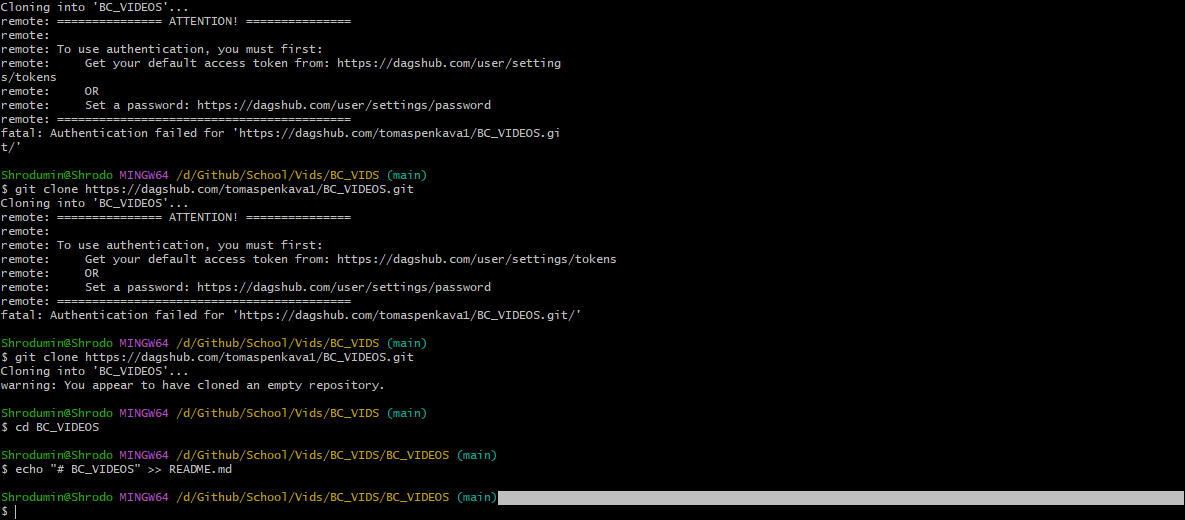 Cloning into 'BC_VIDEOS'...
remote: =============== ATTENTION! ===============
remote:
remote: To use authentication, you must first:
remote:     Get your default access token from: https://dagshub.com/user/setting
s/tokens
remote:     OR
remote:     Set a password: https://dagshub.com/user/settings/password
remote: ==========================================
fatal: Authentication failed for 'https://dagshub.com/tomaspenkava1/BC_VIDEOS.gi
t/'

Shrodumin@Shrodo MINGW64 /d/Github/School/Vids/BC_VIDS (main)
$ git clone https://dagshub.com/tomaspenkava1/BC_VIDEOS.git
Cloning into 'BC_VIDEOS'...
remote: =============== ATTENTION! ===============
remote:
remote: To use authentication, you must first:
remote:     Get your default access token from: https://dagshub.com/user/settings/tokens
remote:     OR
remote:     Set a password: https://dagshub.com/user/settings/password
remote: ==========================================
fatal: Authentication failed for 'https://dagshub.com/tomaspenkava1/BC_VIDEOS.git/'

Shrodumin@Shrodo MINGW64 /d/Github/School/Vids/BC_VIDS (main)
$ git clone https://dagshub.com/tomaspenkava1/BC_VIDEOS.git
Cloning into 'BC_VIDEOS'...
warning: You appear to have cloned an empty repository.

Shrodumin@Shrodo MINGW64 /d/Github/School/Vids/BC_VIDS (main)
$ cd BC_VIDEOS

Shrodumin@Shrodo MINGW64 /d/Github/School/Vids/BC_VIDS/BC_VIDEOS (main)
$ echo "# BC_VIDEOS" >> README.md

Shrodumin@Shrodo MINGW64 /d/Github/School/Vids/BC_VIDS/BC_VIDEOS (main)
$